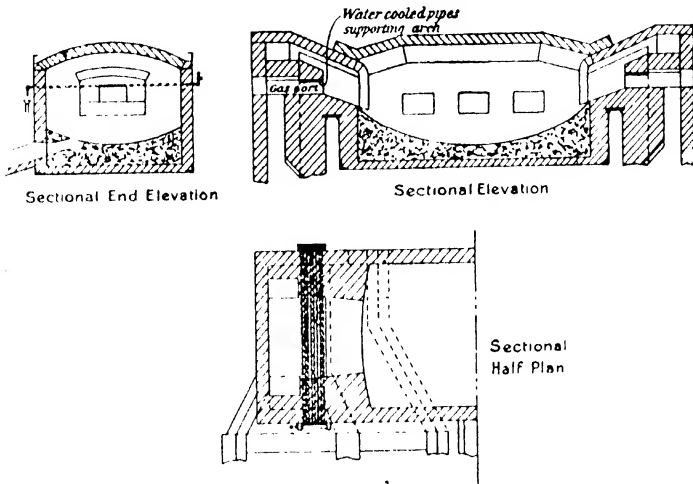 Water cooled pipes
supporting arch
Gas port
Sectional End Elevation
Sectional Elevation
Sectional
Half Plan